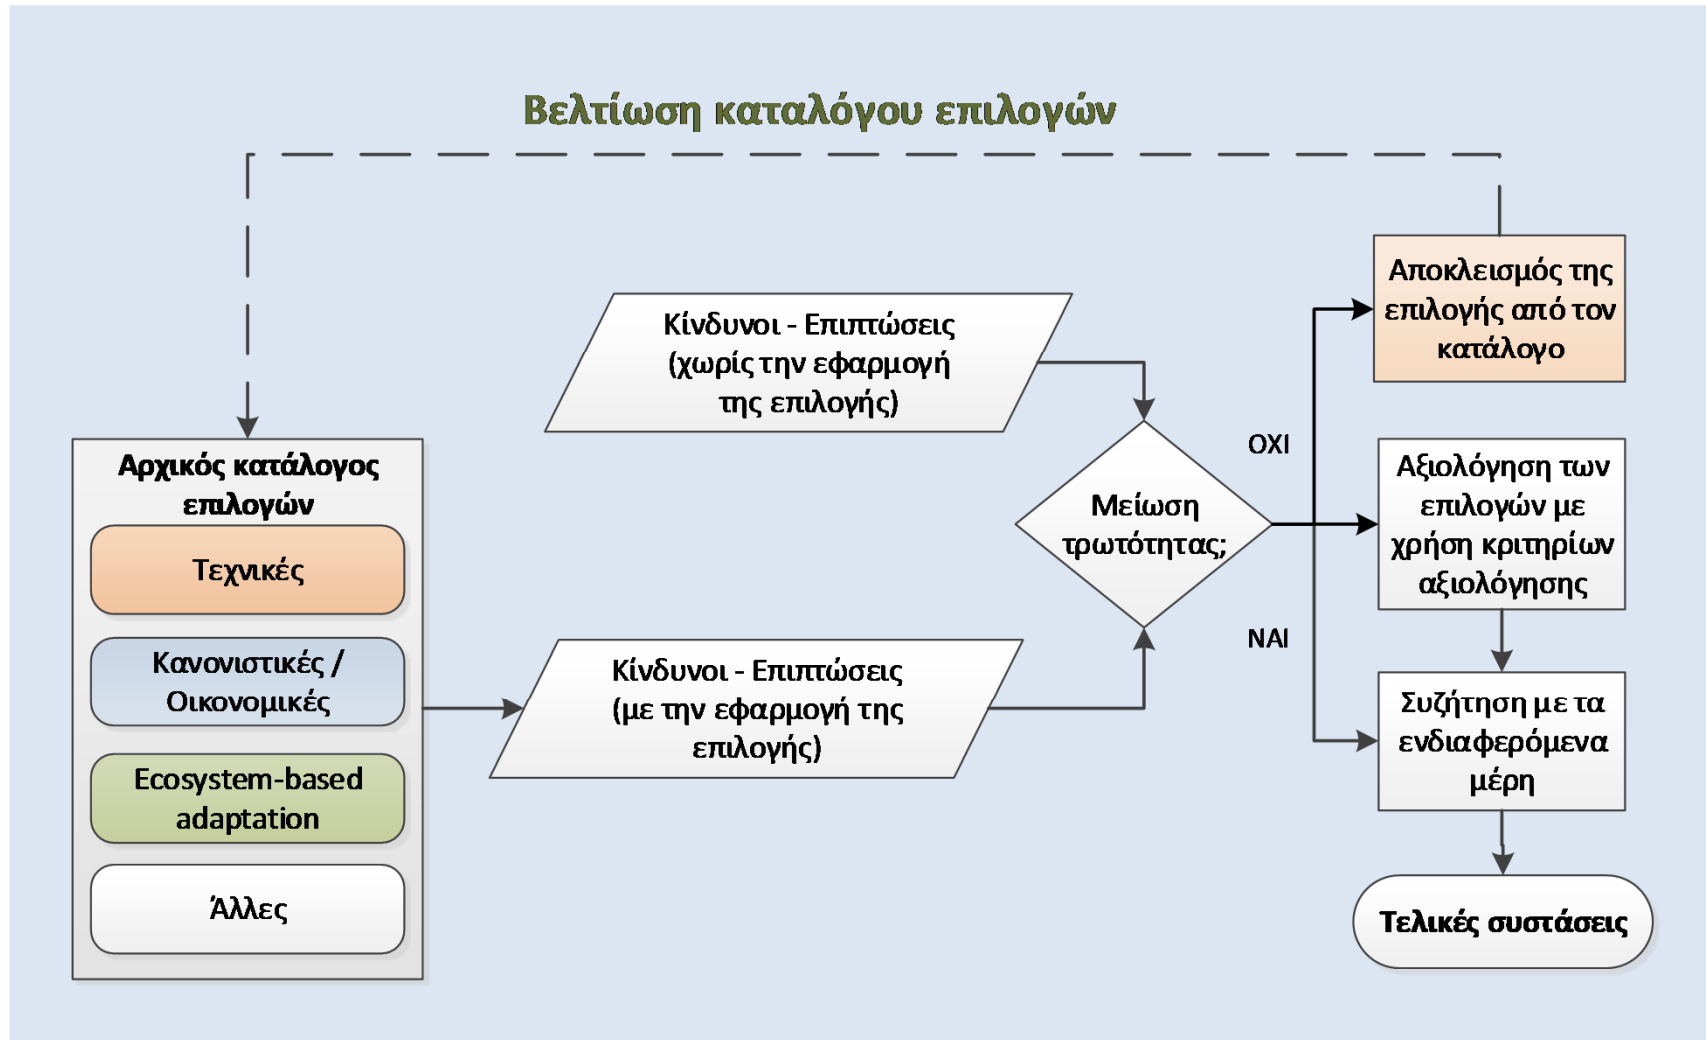 Βελτίωση καταλόγου επιλογών
Αρχικός κατάλογος
επιλογών
Τεχνικές
Κανονιστικές /
Οικονομικές
Ecosystem-based
adaptation
Άλλες
Κίνδυνοι - Επιπτώσεις
(χωρίς την εφαρμογή
της επιλογής)
Κίνδυνοι - Επιπτώσεις
(με την εφαρμογή της
επιλογής)
Μείωση
τρωτότητας;
ΟΧΙ
ΝΑΙ
Αποκλεισμός της
επιλογής από τον
κατάλογο
Αξιολόγηση των
επιλογών με
χρήση κριτηρίων
αξιολόγησης
Συζήτηση με τα
ενδιαφερόμενα
μέρη
Τελικές συστάσεις